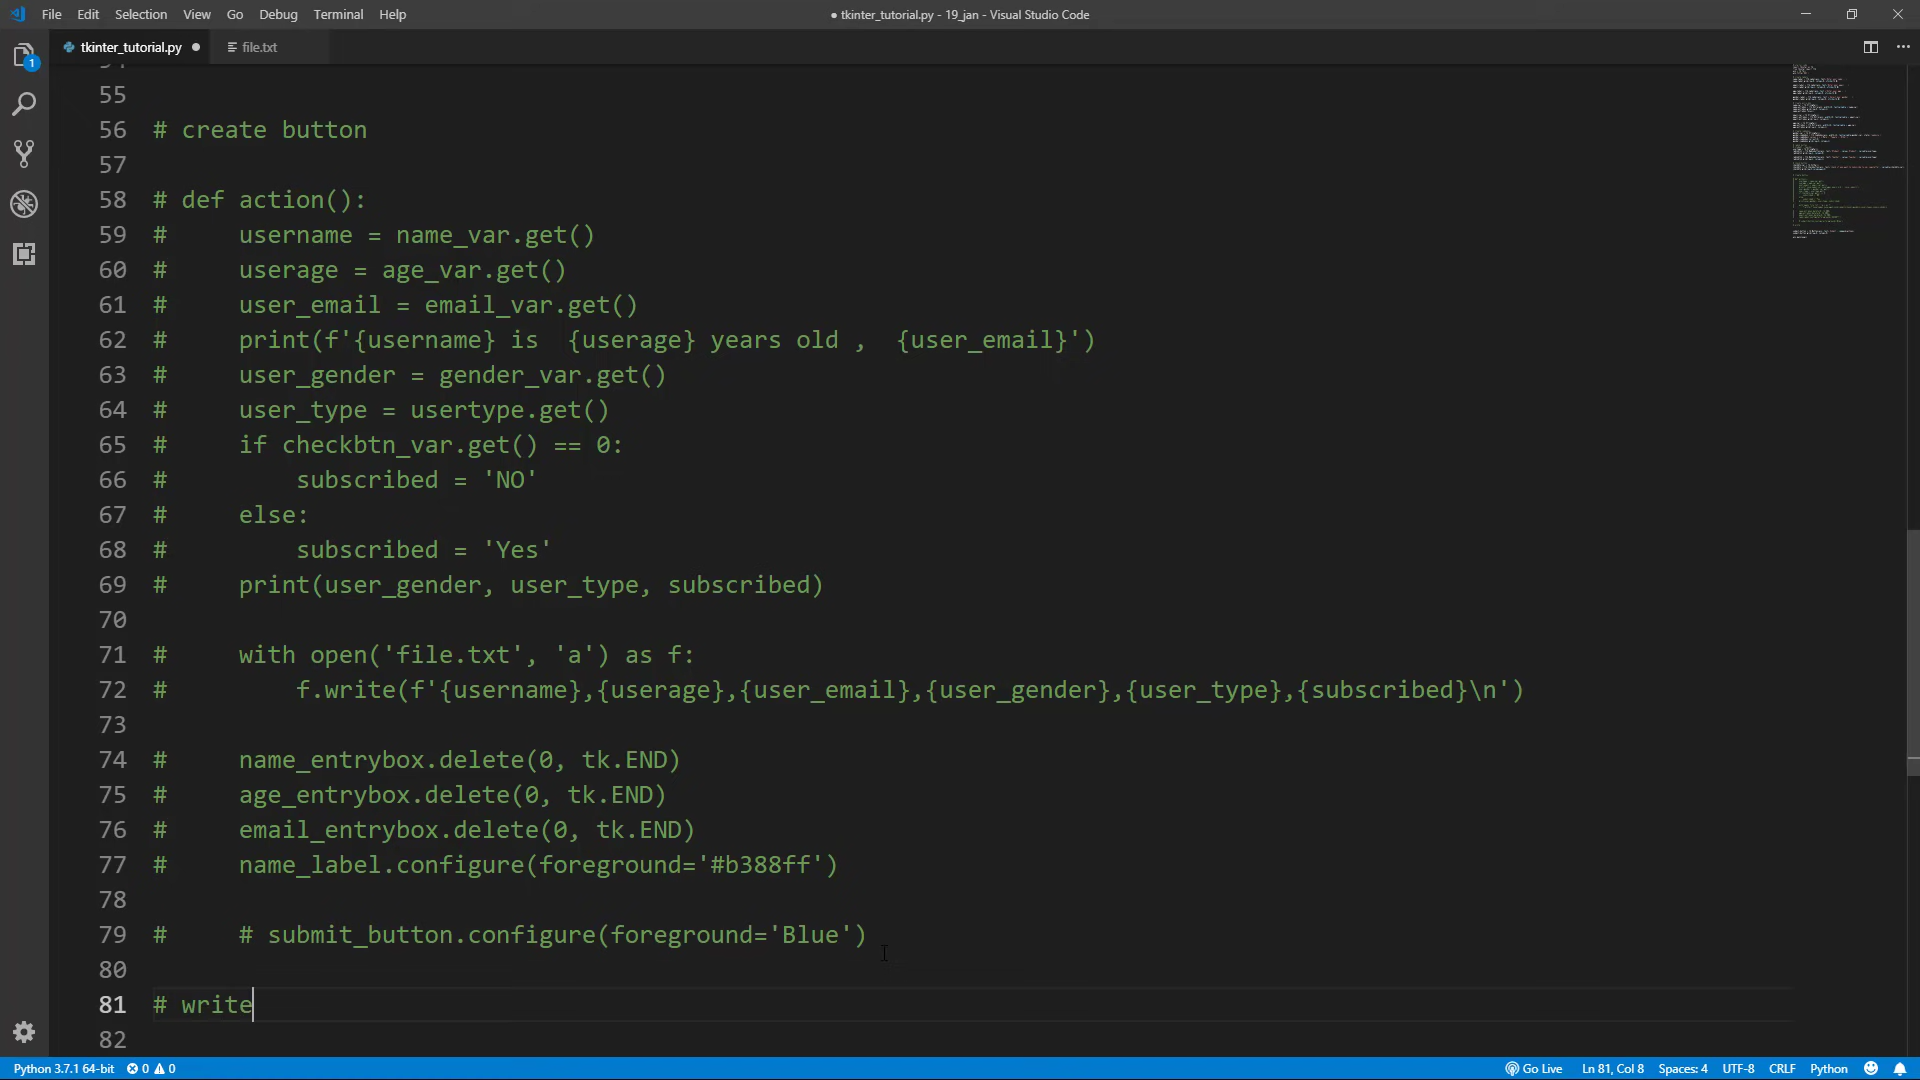 File Edit Selection View Go Debug Terminal Help
● tkinter_tutorial.py - 19_jan - Visual Studio Code
tkinter_tutorial.py ●
file.txt
1
55
56 # create button
57
58 # def action():
59 #     username = name_var.get()
60 #     userage = age_var.get()
61 #     user_email = email_var.get()
62 #     print(f'{username} is  {userage} years old ,  {user_email}')
63 #     user_gender = gender_var.get()
64 #     user_type = usertype.get()
65 #     if checkbtn_var.get() == 0:
66 #         subscribed = 'NO'
67 #     else:
68 #         subscribed = 'Yes'
69 #     print(user_gender, user_type, subscribed)
70
71 #     with open('file.txt', 'a') as f:
72 #         f.write(f'{username},{userage},{user_email},{user_gender},{user_type},{subscribed}\n')
73
74 #     name_entrybox.delete(0, tk.END)
75 #     age_entrybox.delete(0, tk.END)
76 #     email_entrybox.delete(0, tk.END)
77 #     name_label.configure(foreground='#b388ff')
78
79 #     # submit_button.configure(foreground='Blue')
80
81 # write
82
Python 3.7.1 64-bit 0 0 Go Live Ln 81, Col 8 Spaces: 4 UTF-8 CRLF Python